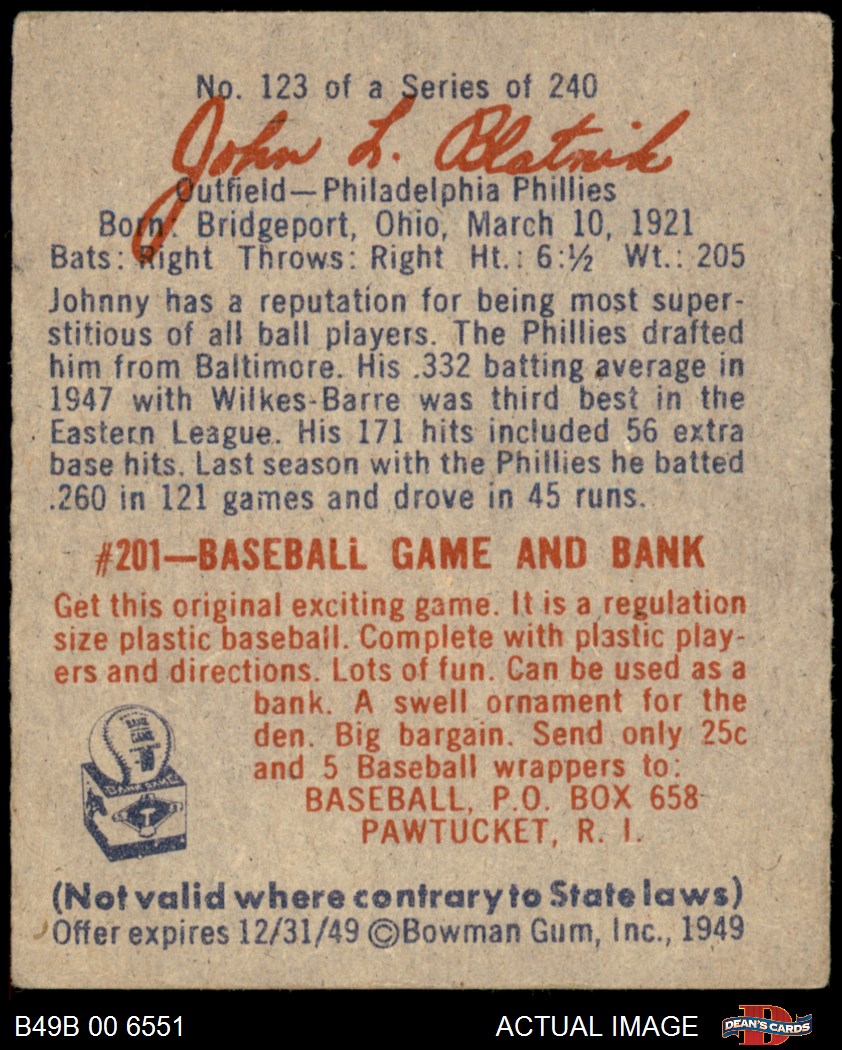 No. 123 of a Series of 240
John L. Blatnik
Outfield—Philadelphia Phillies
Born: Bridgeport, Ohio, March 10, 1921
Bats: Right Throws: Right Ht.: 6:½ Wt.: 205
Johnny has a reputation for being most super-
stitious of all ball players. The Phillies drafted
him from Baltimore. His .332 batting average in
1947 with Wilkes-Barre was third best in the
Eastern League. His 171 hits included 56 extra
base hits. Last season with the Phillies he batted
.260 in 121 games and drove in 45 runs.
#201—BASEBALL GAME AND BANK
Get this original exciting game. It is a regulation
size plastic baseball. Complete with plastic play-
ers and directions. Lots of fun. Can be used as a
bank. A swell ornament for the
den. Big bargain. Send only 25c
and 5 Baseball wrappers to:
BASEBALL, P.O. BOX 658
PAWTUCKET, R. I.
BANK
GAME
BANK GAME
(Not valid where contrary to State laws)
Offer expires 12/31/49 ©Bowman Gum, Inc., 1949
B49B 00 6551
ACTUAL IMAGE
DEAN'S CARDS